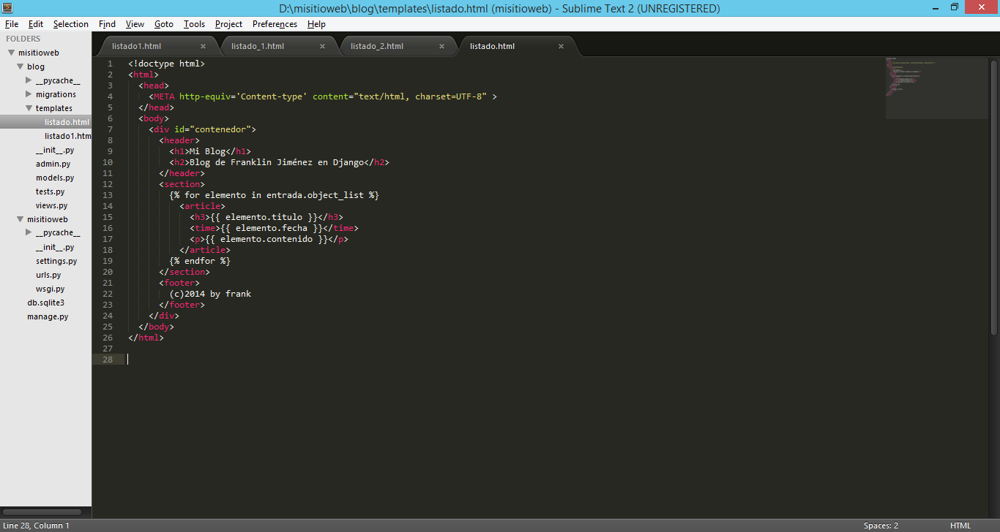 D:\misitioweb\blog\templates\listado.html (misitioweb) - Sublime Text 2 (UNREGISTERED)
File Edit Selection Find View Goto Tools Project Preferences Help
FOLDERS
misitioweb
blog
__pycache__
migrations
templates
listado.html
listado1.htm
__init__.py
admin.py
models.py
tests.py
views.py
misitioweb
__pycache__
__init__.py
settings.py
urls.py
wsgi.py
db.sqlite3
manage.py
listado1.html listado_1.html listado_2.html listado.html
1 <!doctype html>
2 <html>
3 <head>
4 <META http-equiv='Content-type' content="text/html, charset=UTF-8" >
5 </head>
6 <body>
7 <div id="contenedor">
8 <header>
9 <h1>Mi Blog</h1>
10 <h2>Blog de Franklin Jiménez en Django</h2>
11 </header>
12 <section>
13 {% for elemento in entrada.object_list %}
14 <article>
15 <h3>{{ elemento.titulo }}</h3>
16 <time>{{ elemento.fecha }}</time>
17 <p>{{ elemento.contenido }}</p>
18 </article>
19 {% endfor %}
20 </section>
21 <footer>
22 (c)2014 by frank
23 </footer>
24 </div>
25 </body>
26 </html>
27
28
Line 28, Column 1 Spaces: 2 HTML